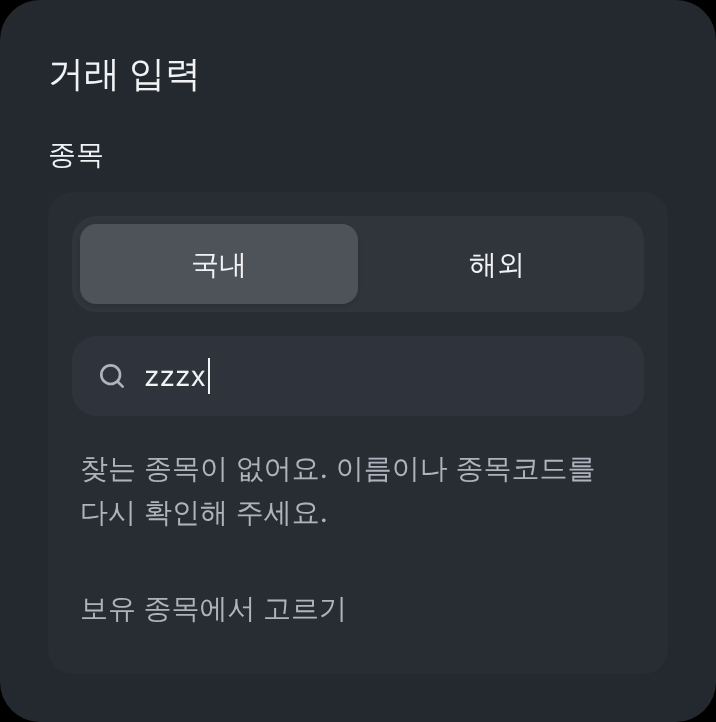 거래 입력
종목
국내
해외
zzzx
찾는 종목이 없어요. 이름이나 종목코드를
다시 확인해 주세요.
보유 종목에서 고르기